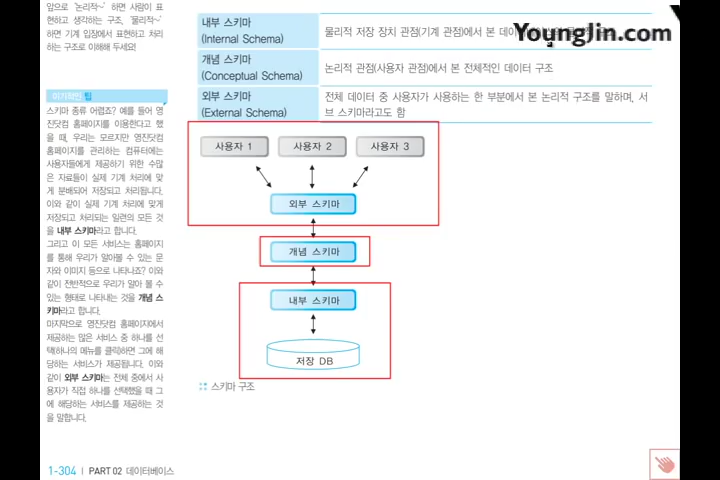 앞으로 '논리적~' 하면 사람이 표
현하고 생각하는 구조, '물리적~'
하면 기계 입장에서 표현하고 처리
하는 구조로 이해해 두세요!
이기적인 팁
스키마 종류 어렵죠? 예를 들어 영
진닷컴 홈페이지를 이용한다고 했
을 때, 우리는 모르지만 영진닷컴
홈페이지를 관리하는 컴퓨터에는
사용자들에게 제공하기 위한 수많
은 자료들이 실제 기계 처리에 맞
게 분배되어 저장되고 처리됩니다.
이와 같이 실제 기계 처리에 맞게
저장되고 처리되는 일련의 모든 것
을 내부 스키마라고 합니다.
그리고 이 모든 서비스는 홈페이지
를 통해 우리가 알아볼 수 있는 문
자와 이미지 등으로 나타나죠? 이와
같이 전반적으로 우리가 알아 볼 수
있는 형태로 나타내는 것을 개념 스
키마라고 합니다.
마지막으로 영진닷컴 홈페이지에서
제공하는 많은 서비스 중 하나를 선
택(하나의 메뉴를 클릭)하면 그에 해
당하는 서비스가 제공됩니다. 이와
같이 외부 스키마는 전체 중에서 사
용자가 직접 하나를 선택했을 때 그
에 해당하는 서비스를 제공하는 것
을 말합니다.
YoungJin.com
내부 스키마
(Internal Schema)
물리적 저장 장치 관점(기계 관점)에서 본
개념 스키마
(Conceptual Schema)
논리적 관점(사용자 관점)에서 본 전체적인 데이터 구조
외부 스키마
(External Schema)
전체 데이터 중 사용자가 사용하는 한 부분에서 본 논리적 구조를 말하며, 서
브 스키마라고도 함
사용자 1
사용자 2
사용자 3
외부 스키마
개념 스키마
내부 스키마
저장 DB
스키마 구조
1-304 | PART 02 데이터베이스